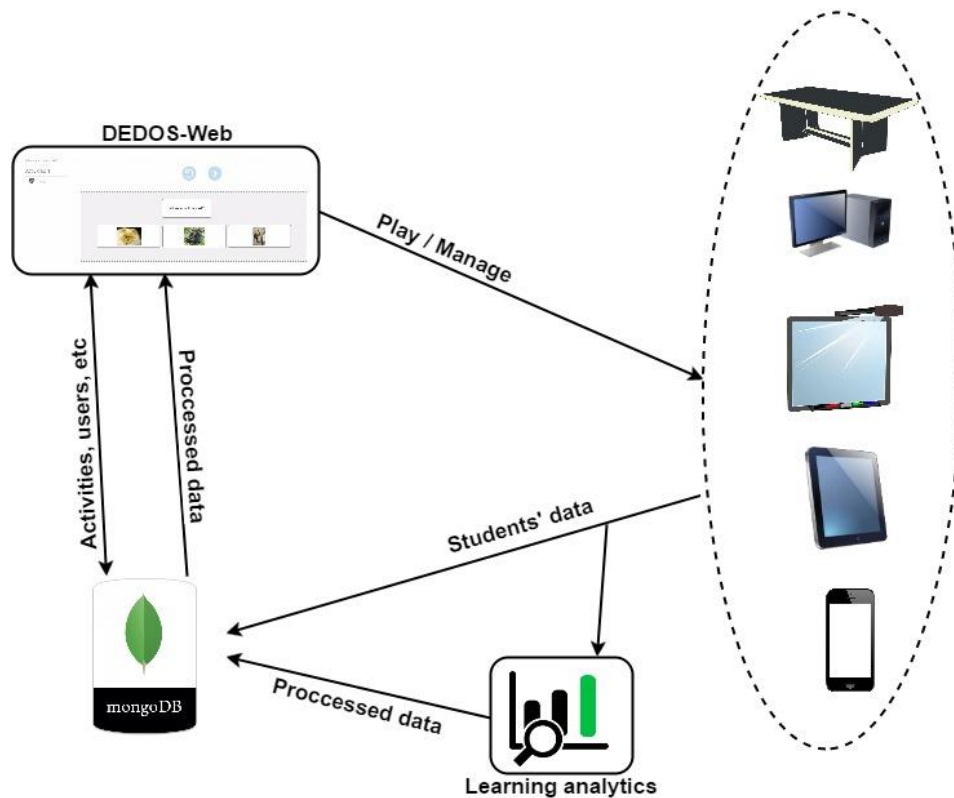 DEDOS-Web
Play / Manage
Activities, users, etc
Proccessed data
Students' data
Proccessed data
mongoDB
Learning analytics